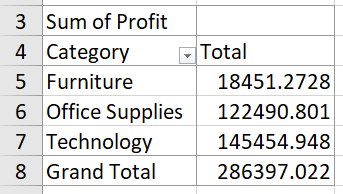 3 Sum of Profit
4 Category Total
5 Furniture 18451.2728
6 Office Supplies 122490.801
7 Technology 145454.948
8 Grand Total 286397.022